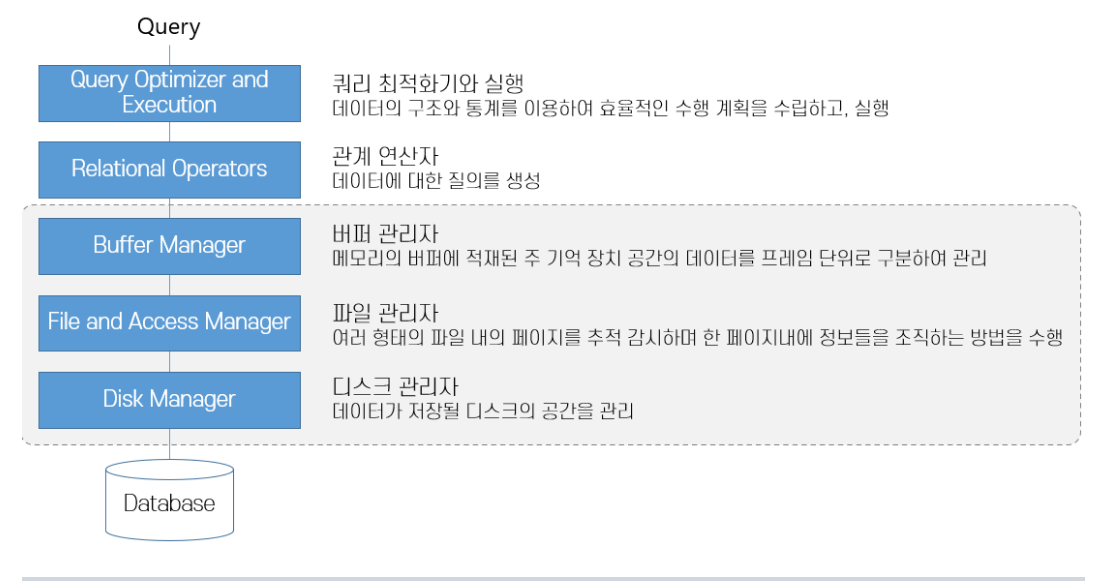 Query
Query Optimizer and
Execution
쿼리 최적화기와 실행
데이터의 구조와 통계를 이용하여 효율적인 수행 계획을 수립하고, 실행
Relational Operators
관계 연산자
데이터에 대한 질의를 생성
Buffer Manager
버퍼 관리자
메모리의 버퍼에 적재된 주 기억 장치 공간의 데이터를 프레임 단위로 구분하여 관리
File and Access Manager
파일 관리자
여러 형태의 파일 내의 페이지를 추적 감시하며 한 페이지내에 정보들을 조직하는 방법을 수행
Disk Manager
디스크 관리자
데이터가 저장될 디스크의 공간을 관리
Database